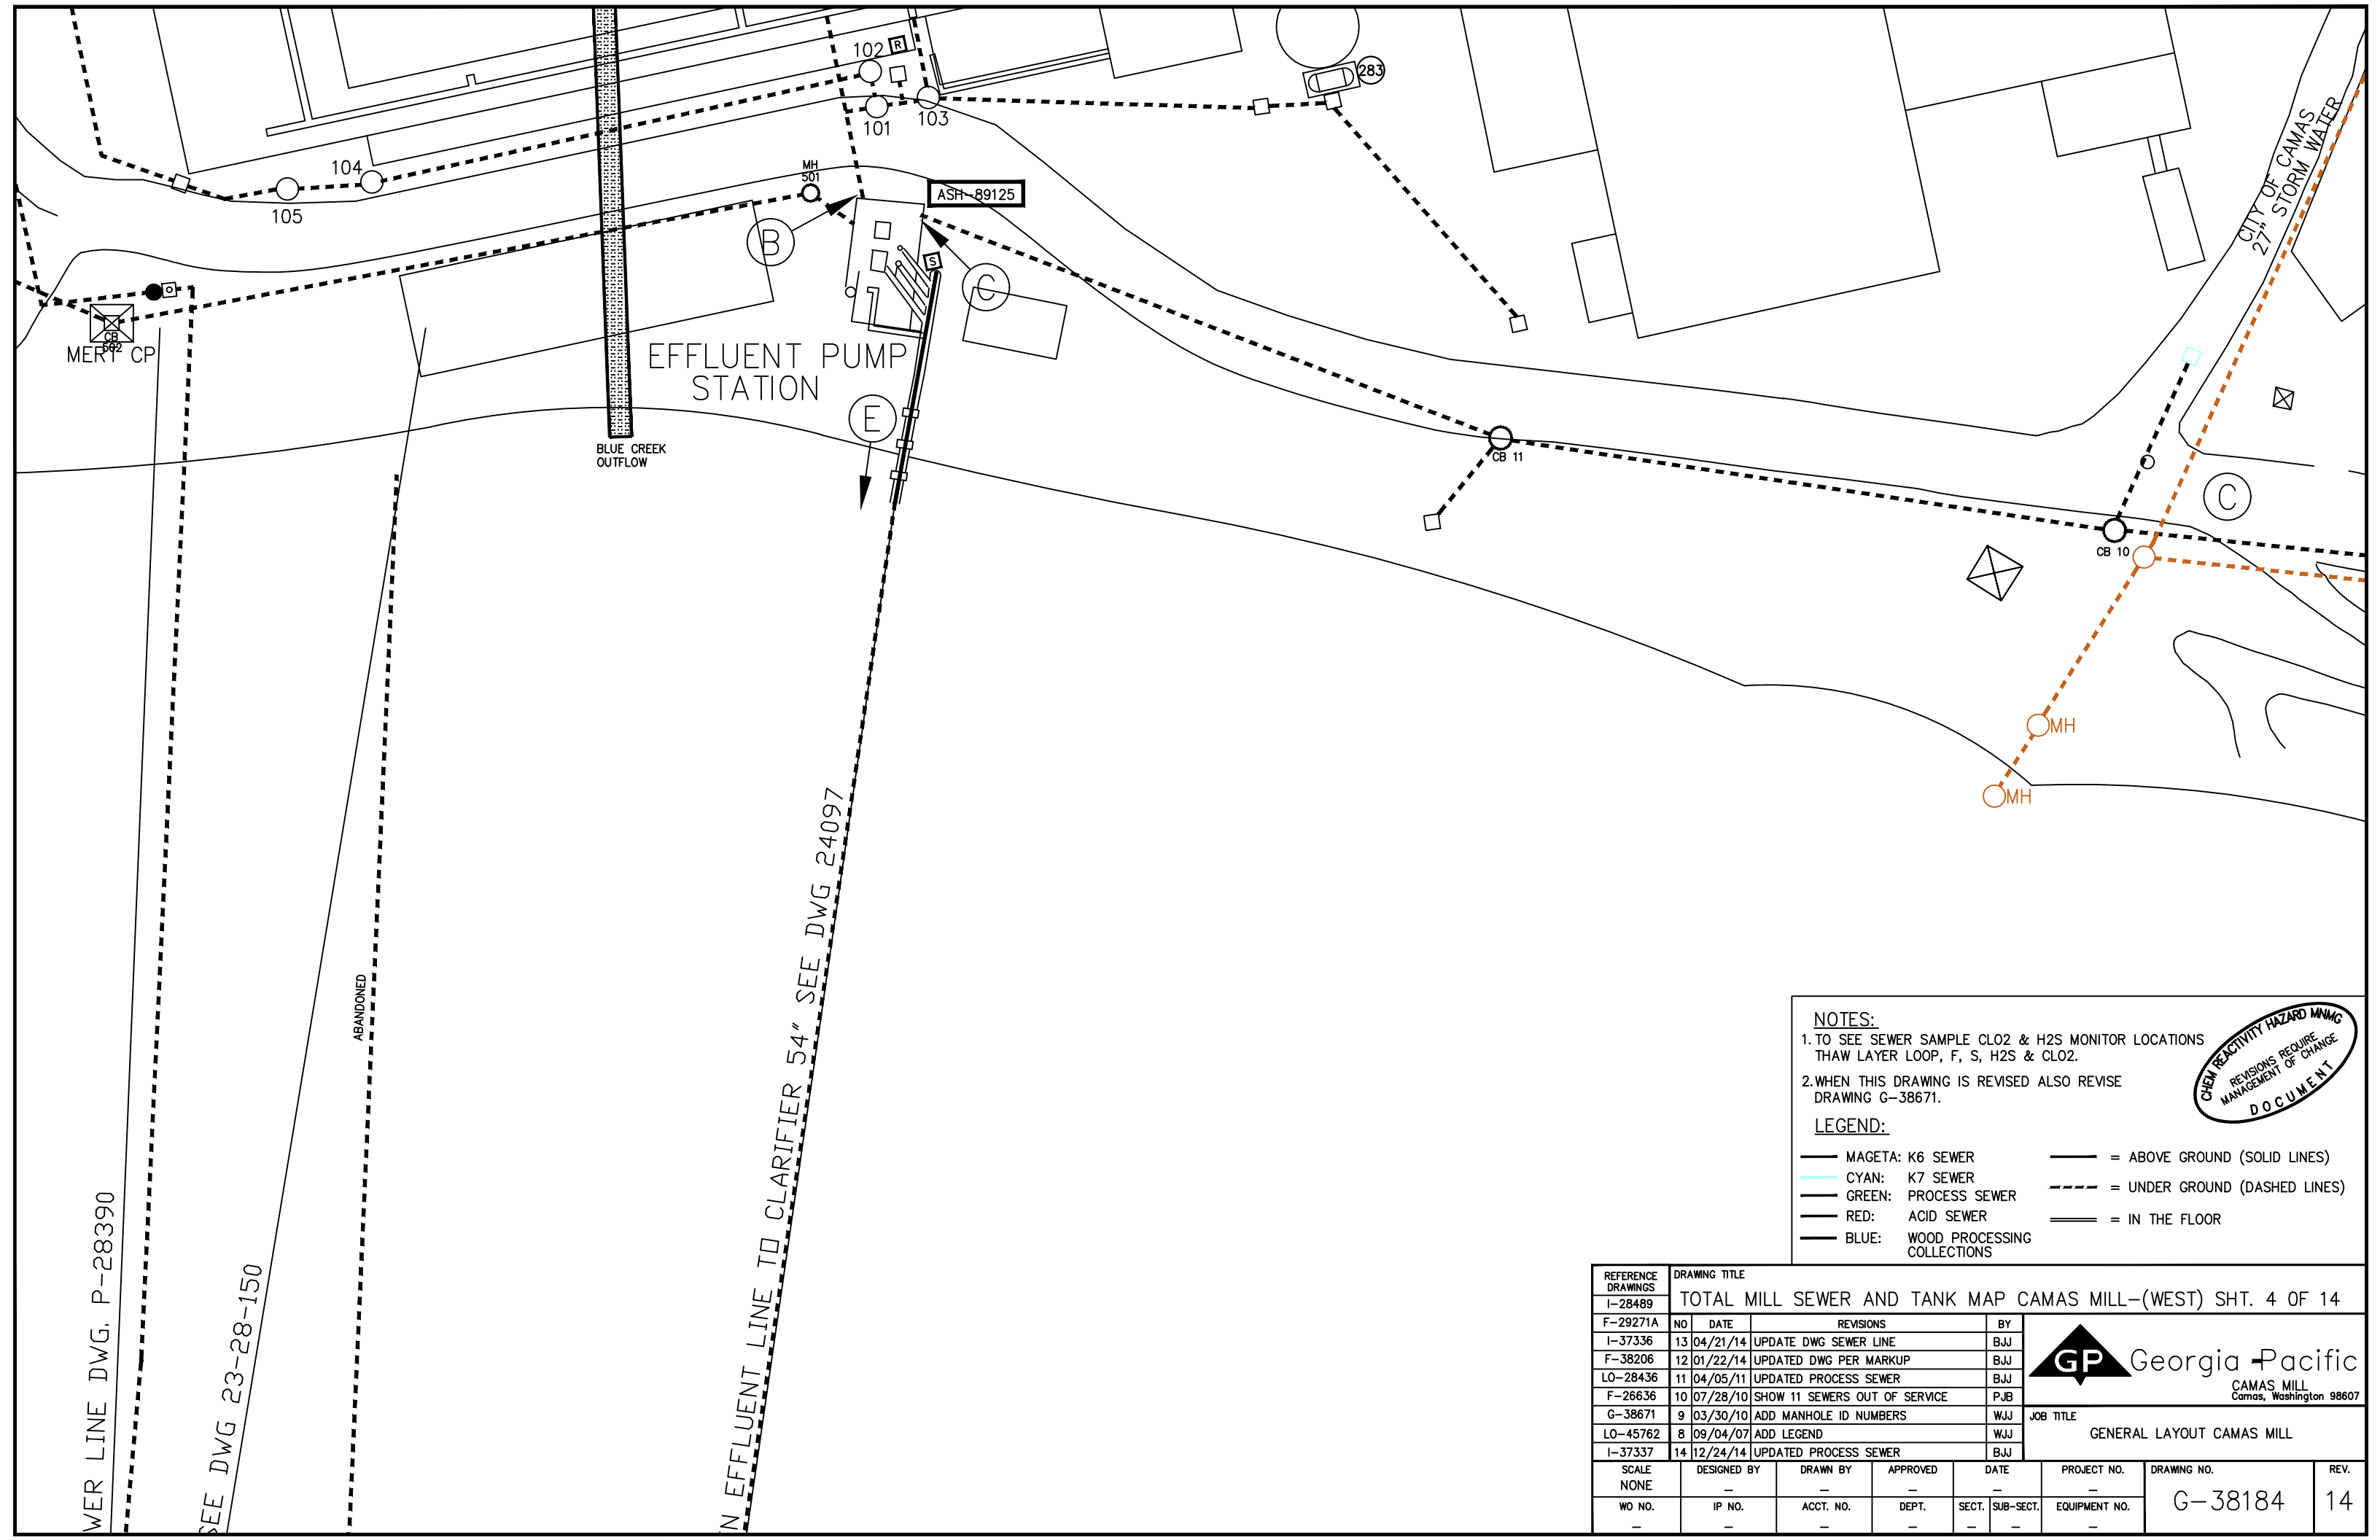 102
R
283
101
103
104
105
MH
501
ASH-89125
B
S
C
CITY OF CAMAS
27" STORM WATER
CB
502
MERT CP
EFFLUENT PUMP
STATION
E
BLUE CREEK
OUTFLOW
CB 11
C
CB 10
MH
MH
ABANDONED
WER LINE DWG. P-28390
SEE DWG 23-28-150
N EFFLUENT LINE TO CLARIFIER 54" SEE DWG 24097
NOTES:
1. TO SEE SEWER SAMPLE CLO2 & H2S MONITOR LOCATIONS
THAW LAYER LOOP, F, S, H2S & CLO2.
2. WHEN THIS DRAWING IS REVISED ALSO REVISE
DRAWING G-38671.
CHEM REACTIVITY HAZARD MNMG
REVISIONS REQUIRE
MANAGEMENT OF CHANGE
DOCUMENT
LEGEND:
MAGETA: K6 SEWER
CYAN: K7 SEWER
GREEN: PROCESS SEWER
RED: ACID SEWER
BLUE: WOOD PROCESSING
COLLECTIONS
= ABOVE GROUND (SOLID LINES)
= UNDER GROUND (DASHED LINES)
= IN THE FLOOR
REFERENCE
DRAWINGS
I-28489
F-29271A
I-37336
F-38206
LO-28436
F-26636
G-38671
LO-45762
I-37337
DRAWING TITLE
TOTAL MILL SEWER AND TANK MAP CAMAS MILL-(WEST) SHT. 4 OF 14
NO DATE REVISIONS BY
13 04/21/14 UPDATE DWG SEWER LINE BJJ
12 01/22/14 UPDATED DWG PER MARKUP BJJ
11 04/05/11 UPDATED PROCESS SEWER BJJ
10 07/28/10 SHOW 11 SEWERS OUT OF SERVICE PJB
9 03/30/10 ADD MANHOLE ID NUMBERS WJJ
8 09/04/07 ADD LEGEND WJJ
14 12/24/14 UPDATED PROCESS SEWER BJJ
GP Georgia-Pacific
CAMAS MILL
Camas, Washington 98607
JOB TITLE
GENERAL LAYOUT CAMAS MILL
SCALE DESIGNED BY DRAWN BY APPROVED DATE PROJECT NO. DRAWING NO. REV.
NONE - - - - -
G-38184 14
WO NO. IP NO. ACCT. NO. DEPT. SECT. SUB-SECT. EQUIPMENT NO.
- - - - - - -